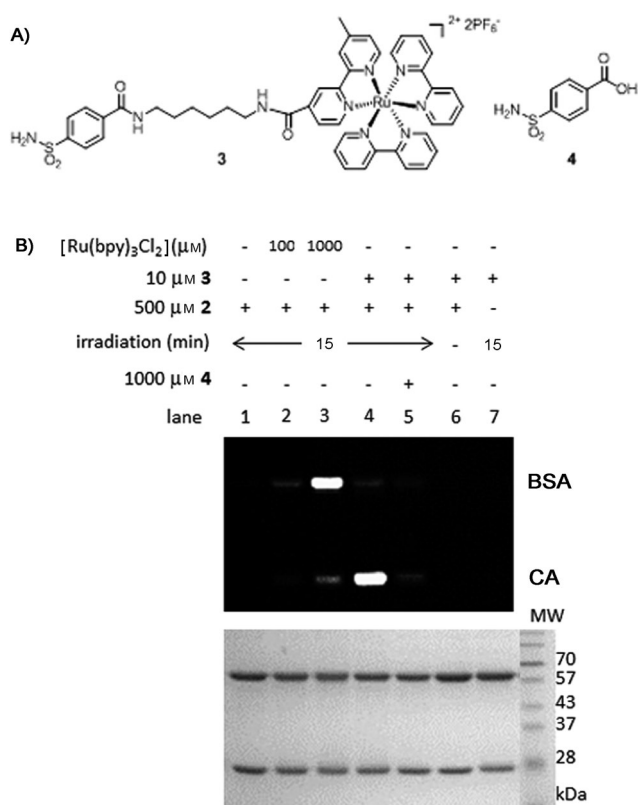 A)
2+ 2PF6-
H2N S O2 O N H H N O N N N N N N Ru
3
H2N S O2 O OH
4
B)
[Ru(bpy)3Cl2](μM) - 100 1000 - - - -
10 μM 3 - - - + + + +
500 μM 2 + + + + + + -
irradiation (min) 15 - 15
1000 μM 4 - - - - + - -
lane 1 2 3 4 5 6 7
BSA
CA
MW
70
57
43
37
28
kDa